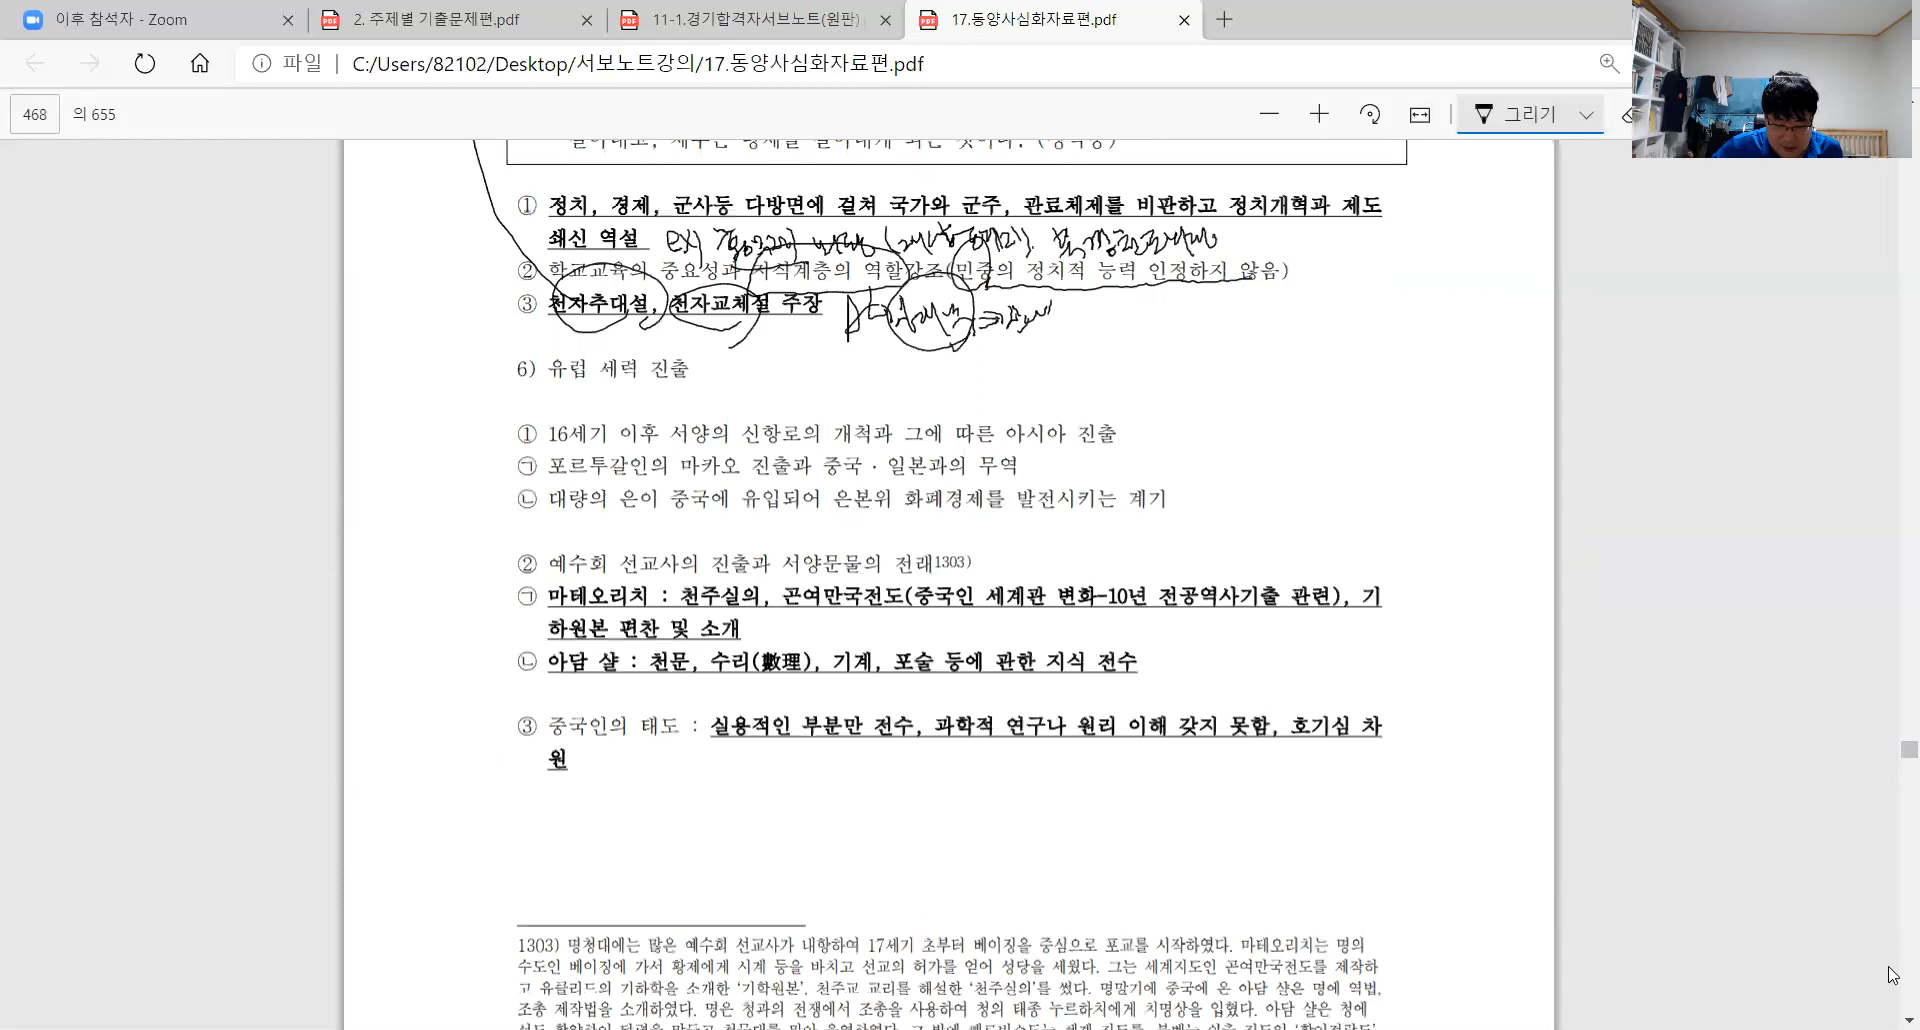 이후 참석자 - Zoom
2. 주제별 기출문제편.pdf
11-1.경기합격자서브노트(원판)
17.동양사심화자료편.pdf
파일 | C:/Users/82102/Desktop/서보노트강의/17.동양사심화자료편.pdf
468 의 655
그리기
① 정치, 경제, 군사등 다방면에 걸쳐 국가와 군주, 관료체제를 비판하고 정치개혁과 제도
쇄신 역설 ex)
② 학교교육의 중요성과 지식계층의 역할강조(민중의 정치적 능력 인정하지 않음)
③ 천자추대설, 천자교체설 주장
6) 유럽 세력 진출
① 16세기 이후 서양의 신항로의 개척과 그에 따른 아시아 진출
㉠ 포르투갈인의 마카오 진출과 중국 · 일본과의 무역
㉡ 대량의 은이 중국에 유입되어 은본위 화폐경제를 발전시키는 계기
② 예수회 선교사의 진출과 서양문물의 전래1303)
㉠ 마테오리치 : 천주실의, 곤여만국전도(중국인 세계관 변화-10년 전공역사기출 관련), 기
하원본 편찬 및 소개
㉡ 아담 샬 : 천문, 수리(數理), 기계, 포술 등에 관한 지식 전수
③ 중국인의 태도 : 실용적인 부분만 전수, 과학적 연구나 원리 이해 갖지 못함, 호기심 차
원
1303) 명청대에는 많은 예수회 선교사가 내항하여 17세기 초부터 베이징을 중심으로 포교를 시작하였다. 마테오리치는 명의
수도인 베이징에 가서 황제에게 시계 등을 바치고 선교의 허가를 얻어 성당을 세웠다. 그는 세계지도인 곤여만국전도를 제작하
고 유클리드의 기하학을 소개한 '기학원본', 천주교 교리를 해설한 '천주실의'를 썼다. 명말기에 중국에 온 아담 샬은 명에 역법,
조총 제작법을 소개하였다. 명은 청과의 전쟁에서 조총을 사용하여 청의 태종 누르하치에게 치명상을 입혔다. 아담 샬은 청에